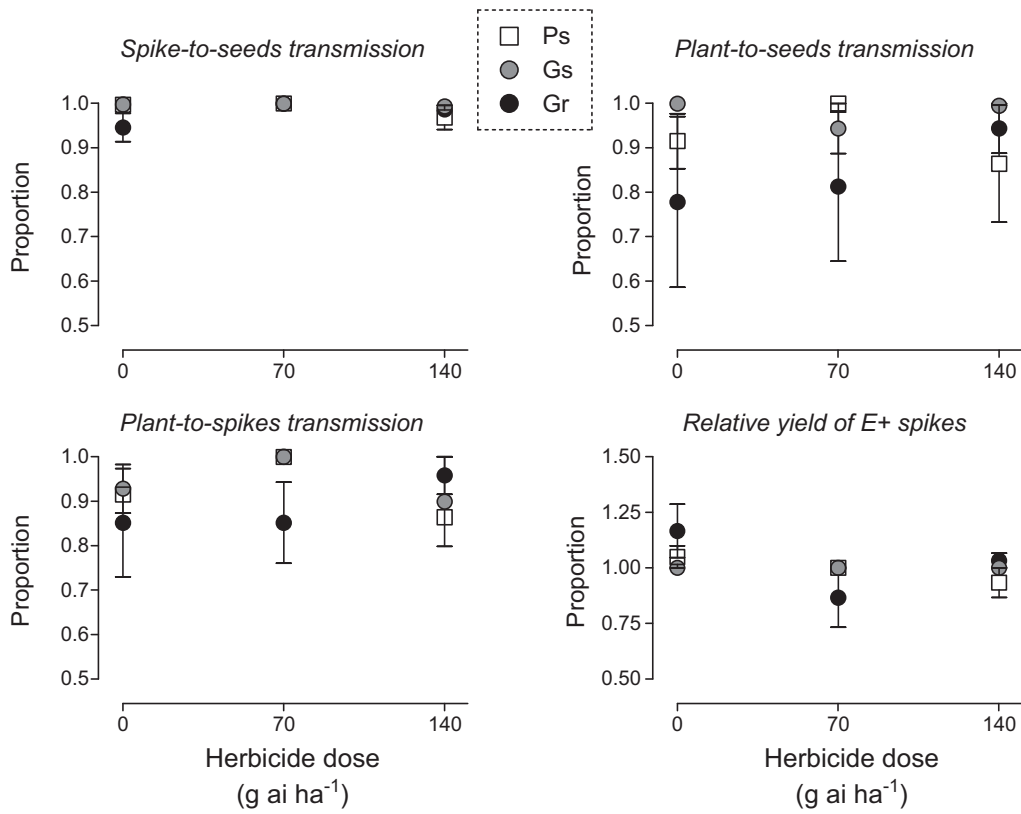 Spike-to-seeds transmission
Proportion
1.0
0.9
0.8
0.7
0.6
0.5
0 70 140
Ps
Gs
Gr
Plant-to-seeds transmission
Proportion
1.0
0.9
0.8
0.7
0.6
0.5
0 70 140
Plant-to-spikes transmission
Proportion
1.0
0.9
0.8
0.7
0.6
0.5
0 70 140
Herbicide dose
(g ai ha⁻¹)
Relative yield of E+ spikes
Proportion
1.50
1.25
1.00
0.75
0.50
0 70 140
Herbicide dose
(g ai ha⁻¹)